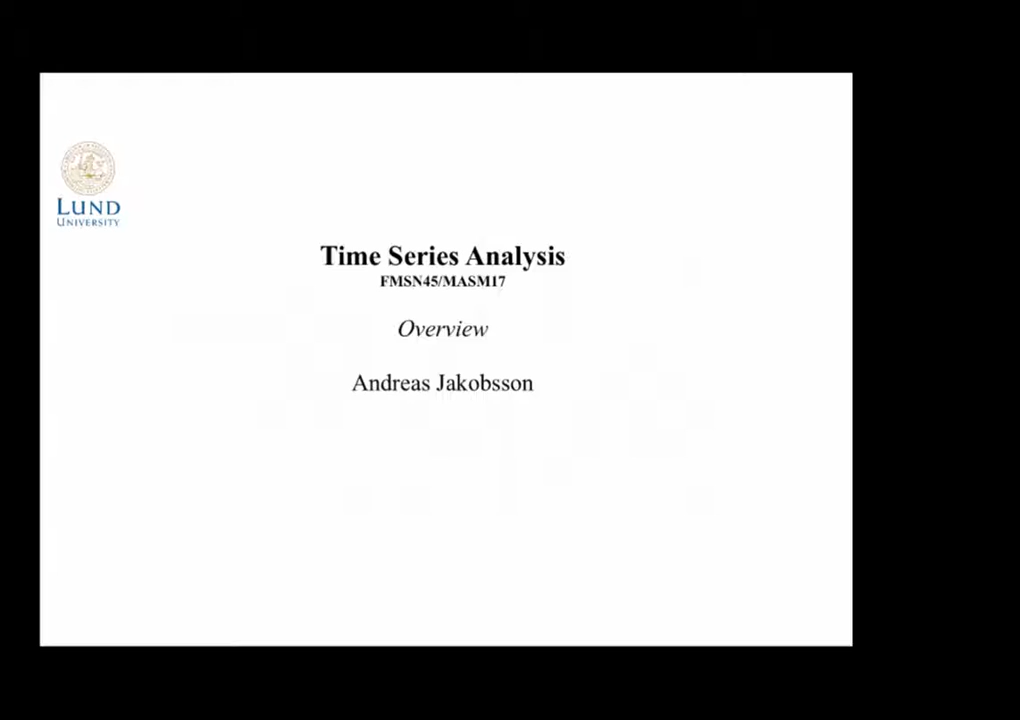 LUND
UNIVERSITY
Time Series Analysis
FMSN45/MASM17
Overview
Andreas Jakobsson